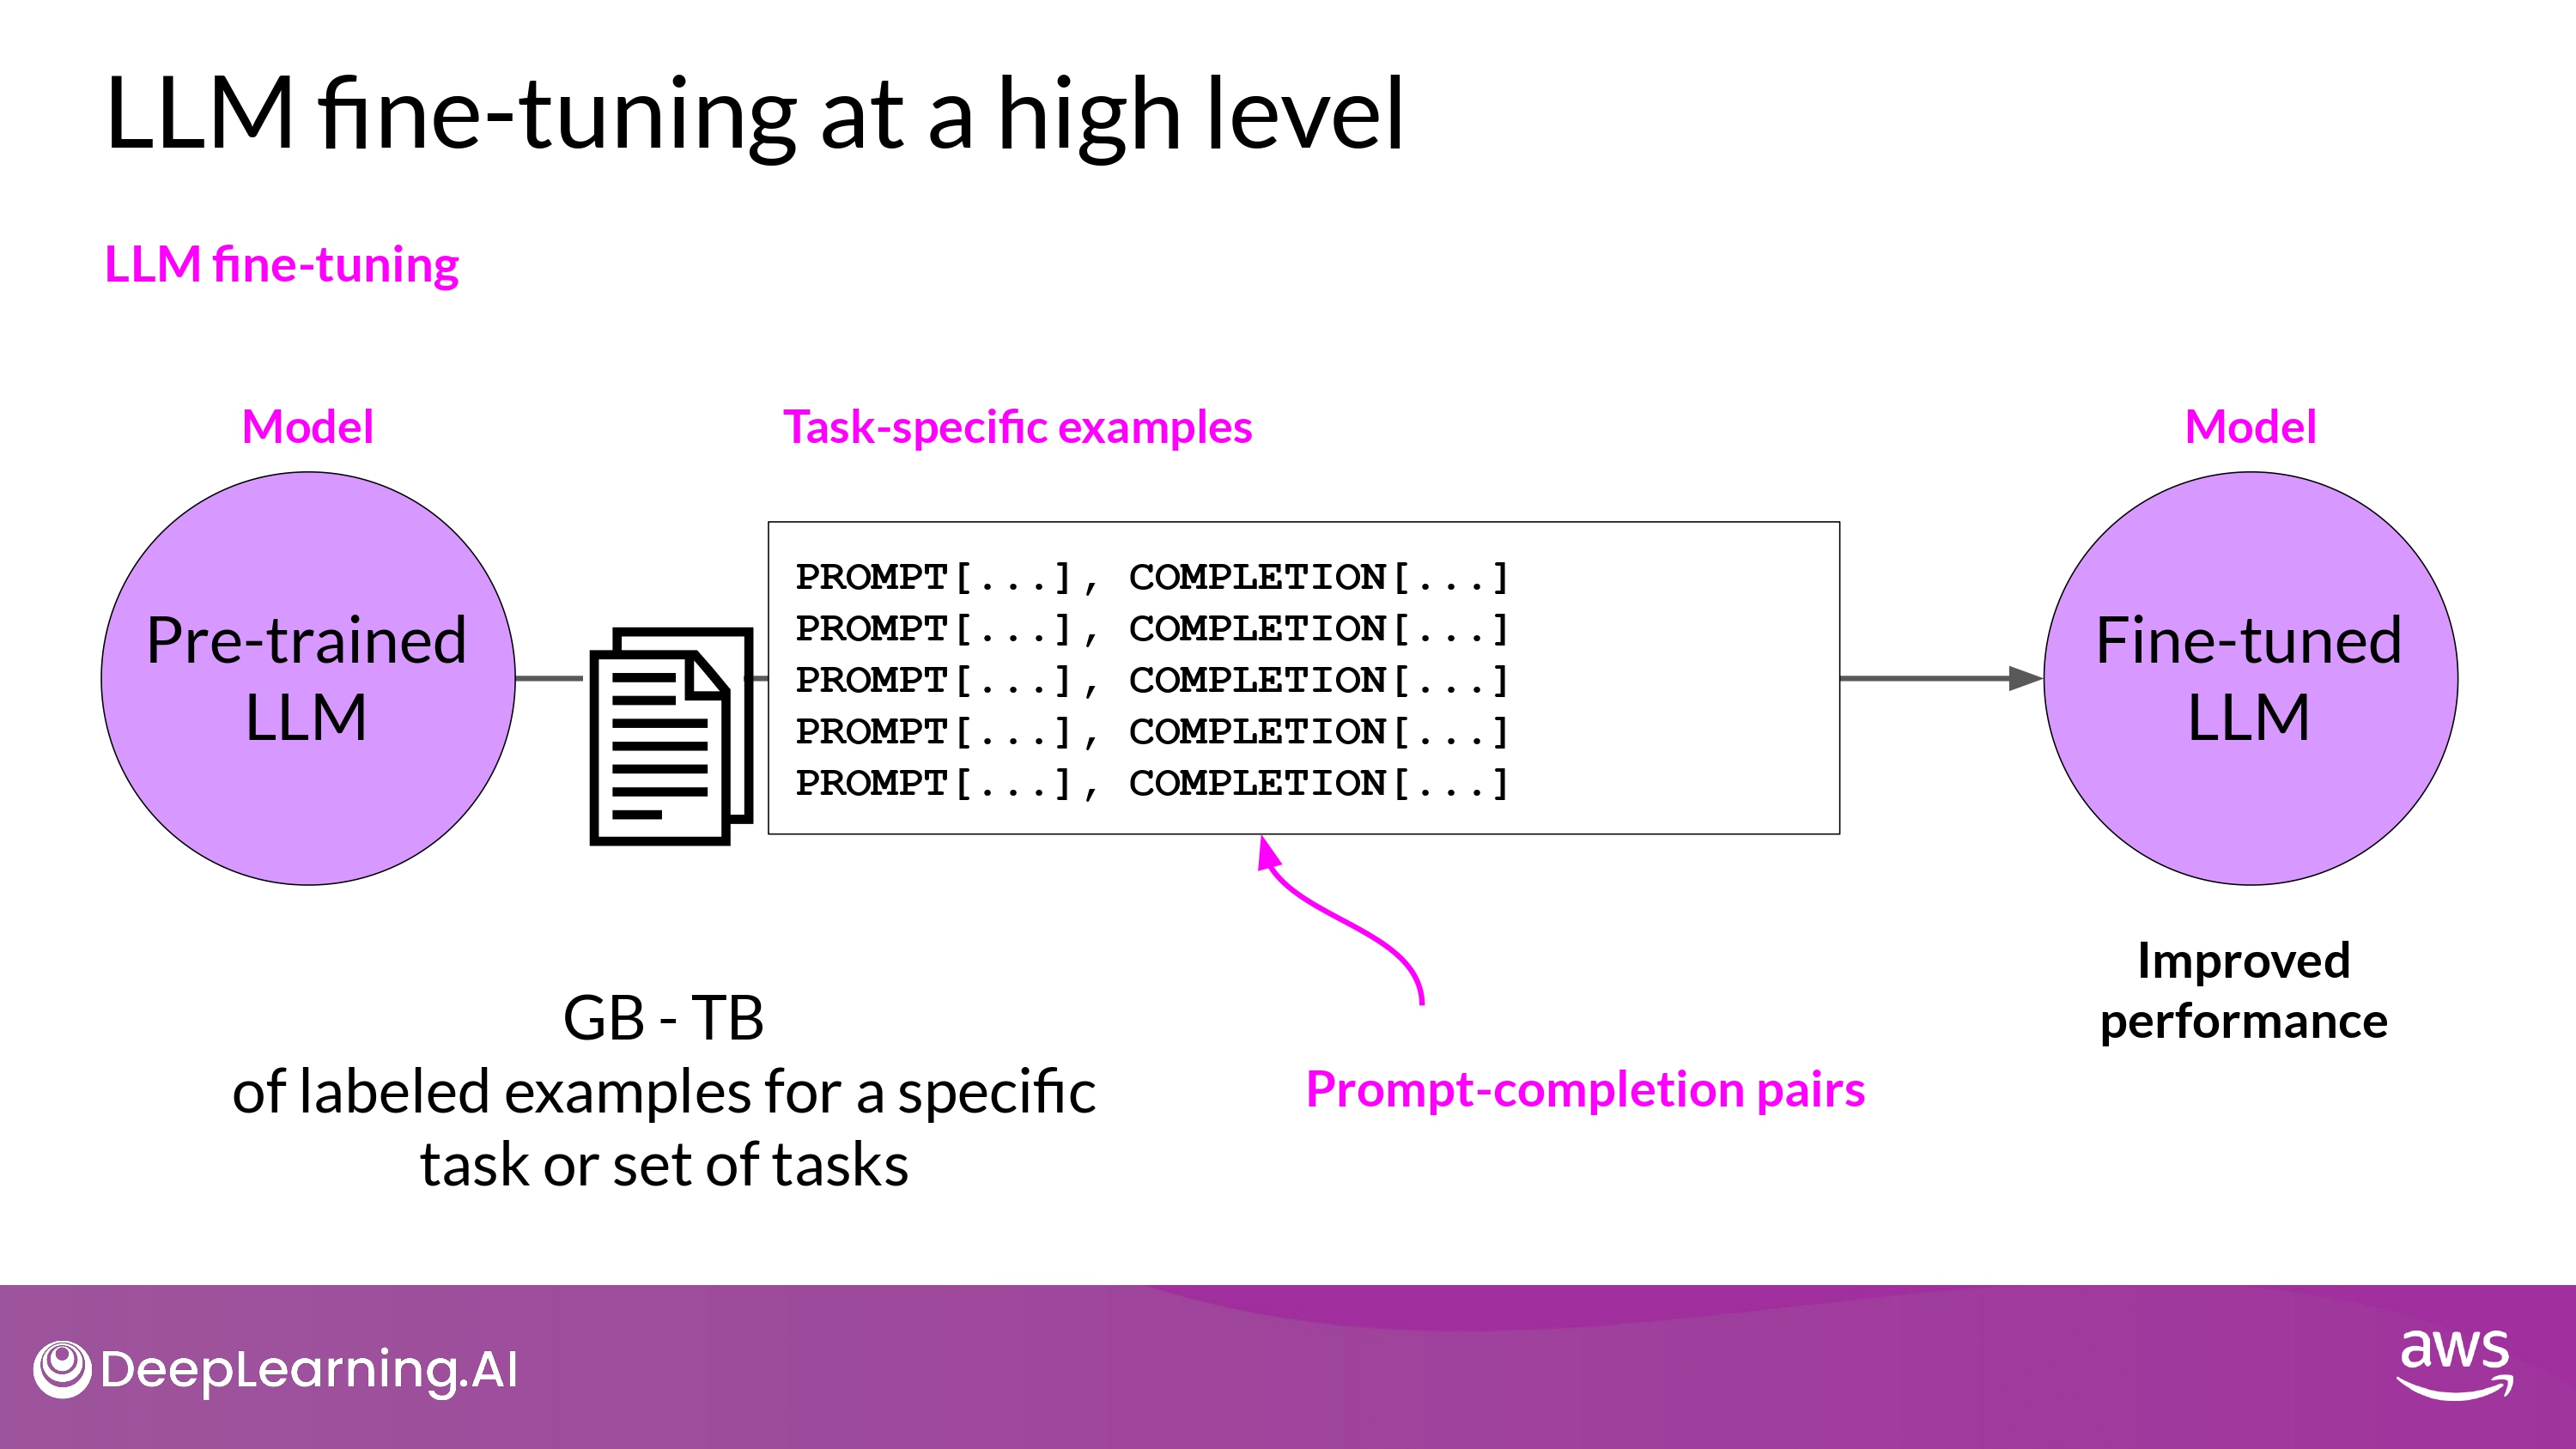 LLM fine-tuning at a high level
LLM fine-tuning
Model
Task-specific examples
Model
Pre-trained
LLM
PROMPT[...], COMPLETION[...]
PROMPT[...], COMPLETION[...]
PROMPT[...], COMPLETION[...]
PROMPT[...], COMPLETION[...]
PROMPT[...], COMPLETION[...]
Fine-tuned
LLM
GB - TB
of labeled examples for a specific
task or set of tasks
Prompt-completion pairs
Improved
performance
DeepLearning.AI
aws